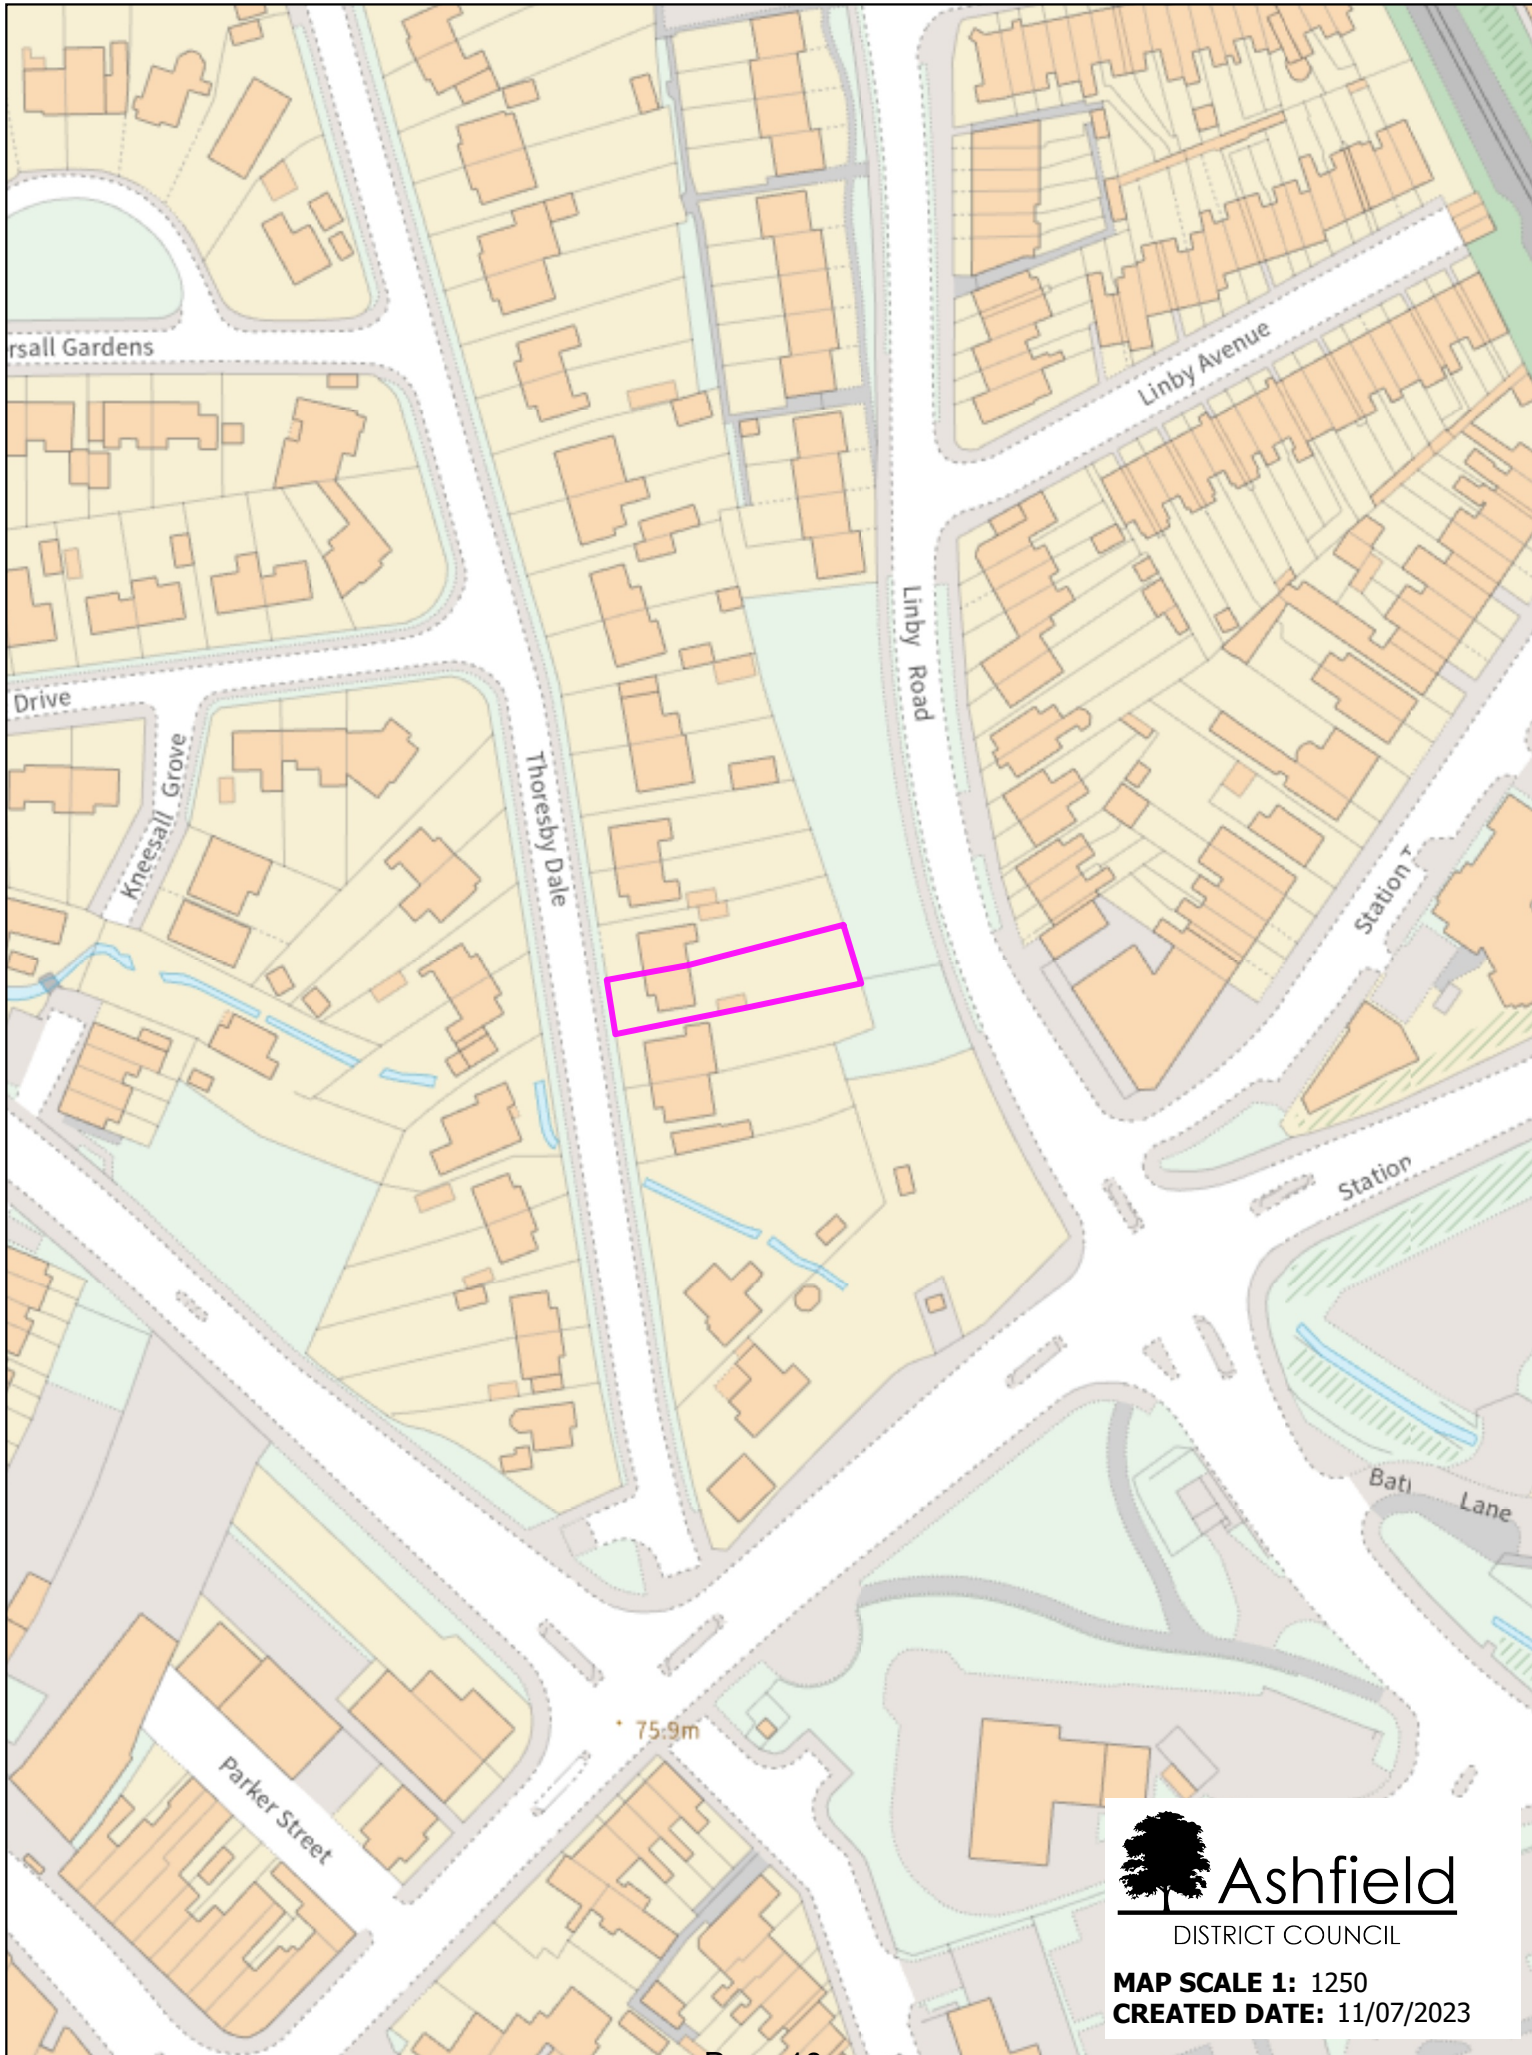 rsall Gardens
Linby Avenue
Linby Road
Drive
Kneesall Grove
Thoresby Dale
Station
Station
Lane
75.9m
Parker Street
Ashfield
DISTRICT COUNCIL
MAP SCALE 1: 1250
CREATED DATE: 11/07/2023